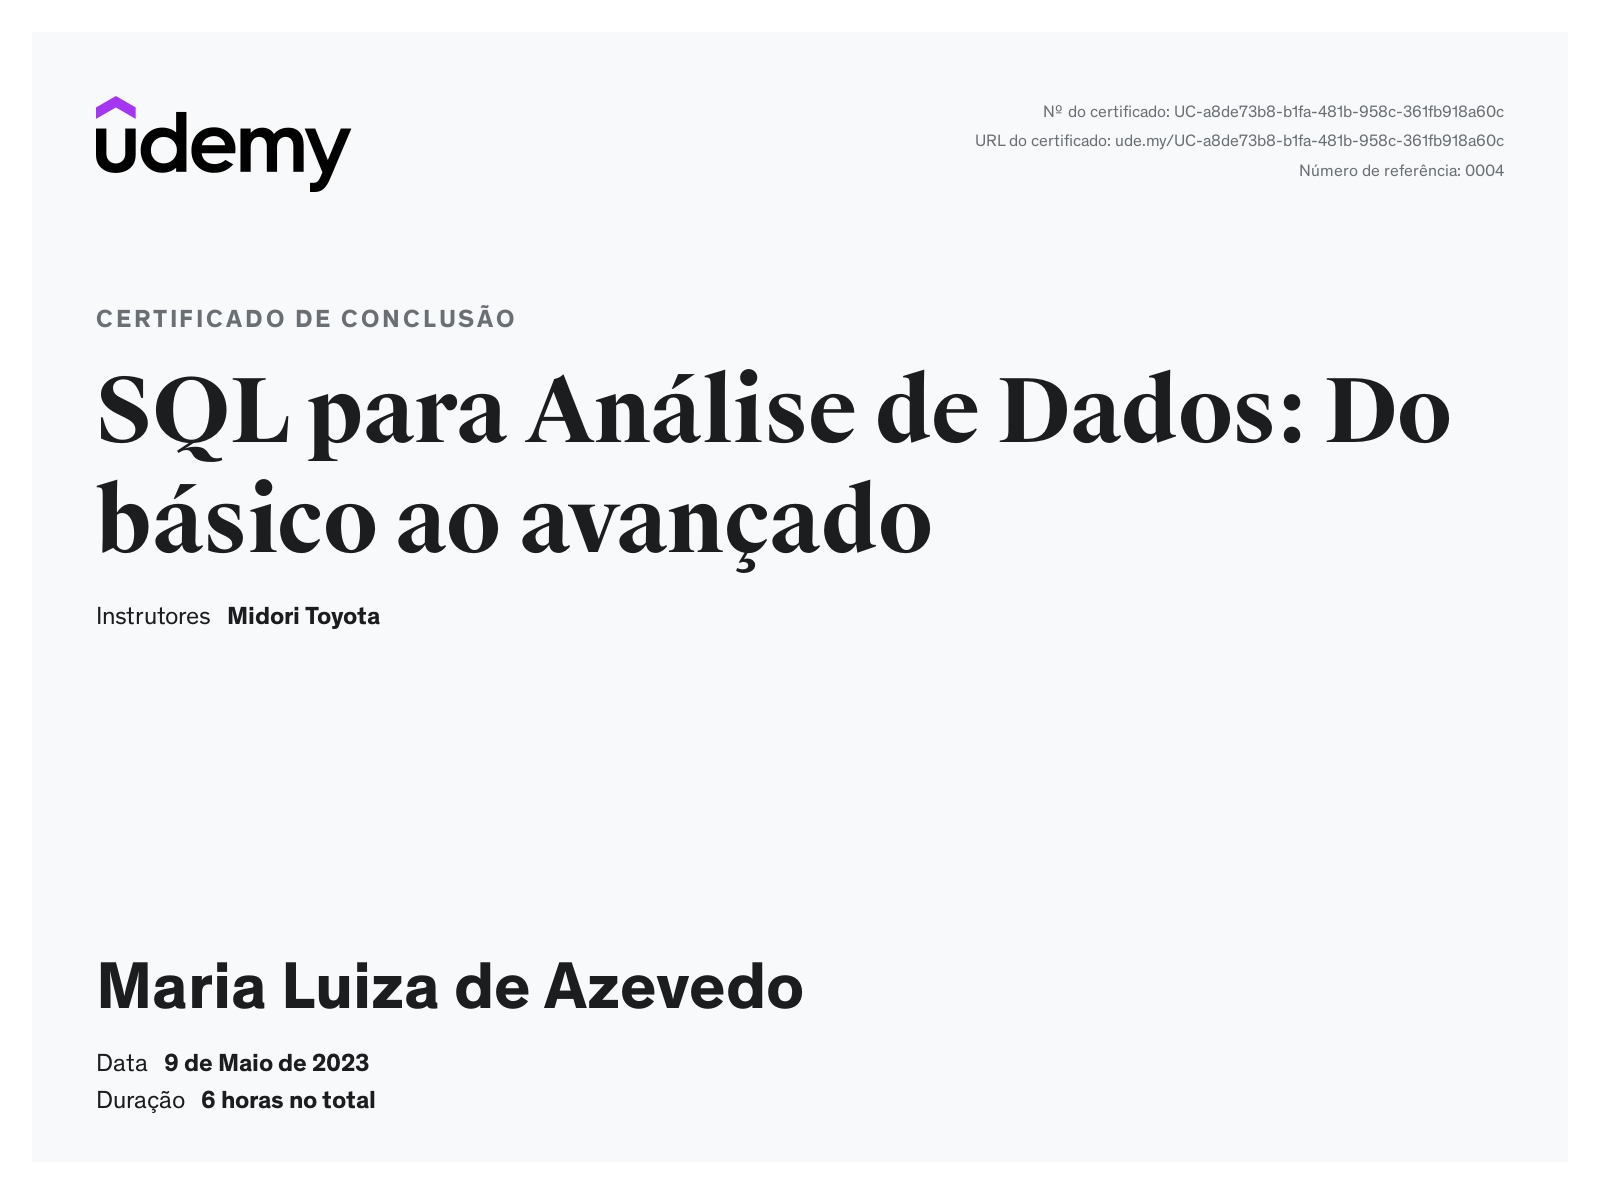 udemy
Nº do certificado: UC-a8de73b8-b1fa-481b-958c-361fb918a60c
URL do certificado: ude.my/UC-a8de73b8-b1fa-481b-958c-361fb918a60c
Número de referência: 0004
CERTIFICADO DE CONCLUSÃO
SQL para Análise de Dados: Do
básico ao avançado
Instrutores Midori Toyota
Maria Luiza de Azevedo
Data 9 de Maio de 2023
Duração 6 horas no total